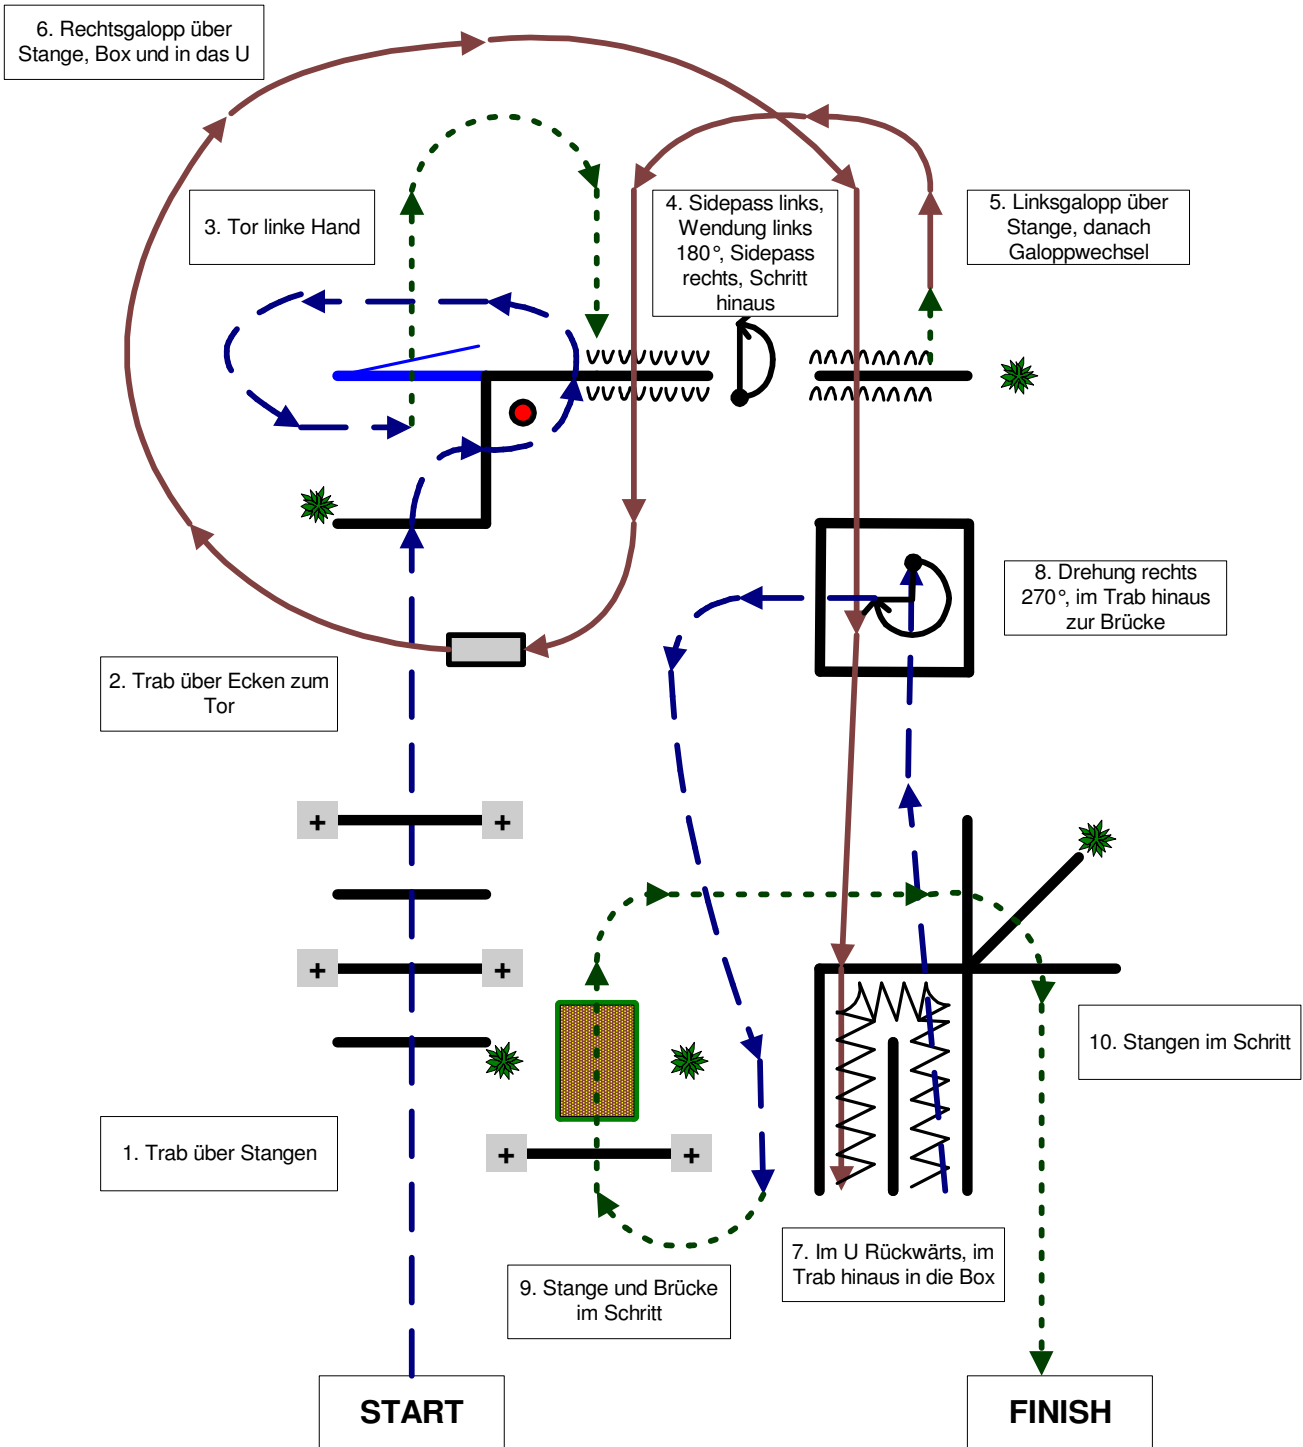 6. Rechtsgalopp über
Stange, Box und in das U
3. Tor linke Hand
4. Sidepass links,
Wendung links
180°, Sidepass
rechts, Schritt
hinaus
5. Linksgalopp über
Stange, danach
Galoppwechsel
8. Drehung rechts
270°, im Trab hinaus
zur Brücke
2. Trab über Ecken zum
Tor
+ +
+ +
10. Stangen im Schritt
1. Trab über Stangen
+ +
7. Im U Rückwärts, im
Trab hinaus in die Box
9. Stange und Brücke
im Schritt
START
FINISH